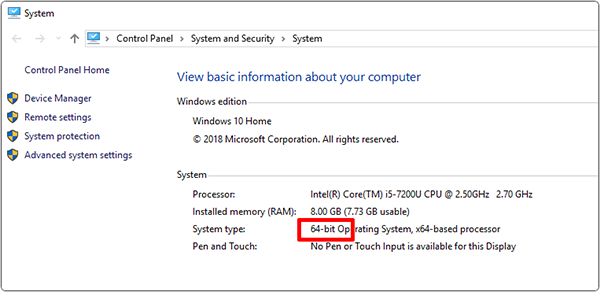 System
Control Panel > System and Security > System
Control Panel Home
Device Manager
Remote settings
System protection
Advanced system settings
View basic information about your computer
Windows edition
Windows 10 Home
© 2018 Microsoft Corporation. All rights reserved.
System
Processor: Intel(R) Core(TM) i5-7200U CPU @ 2.50GHz 2.70 GHz
Installed memory (RAM): 8.00 GB (7.73 GB usable)
System type: 64-bit Operating System, x64-based processor
Pen and Touch: No Pen or Touch Input is available for this Display